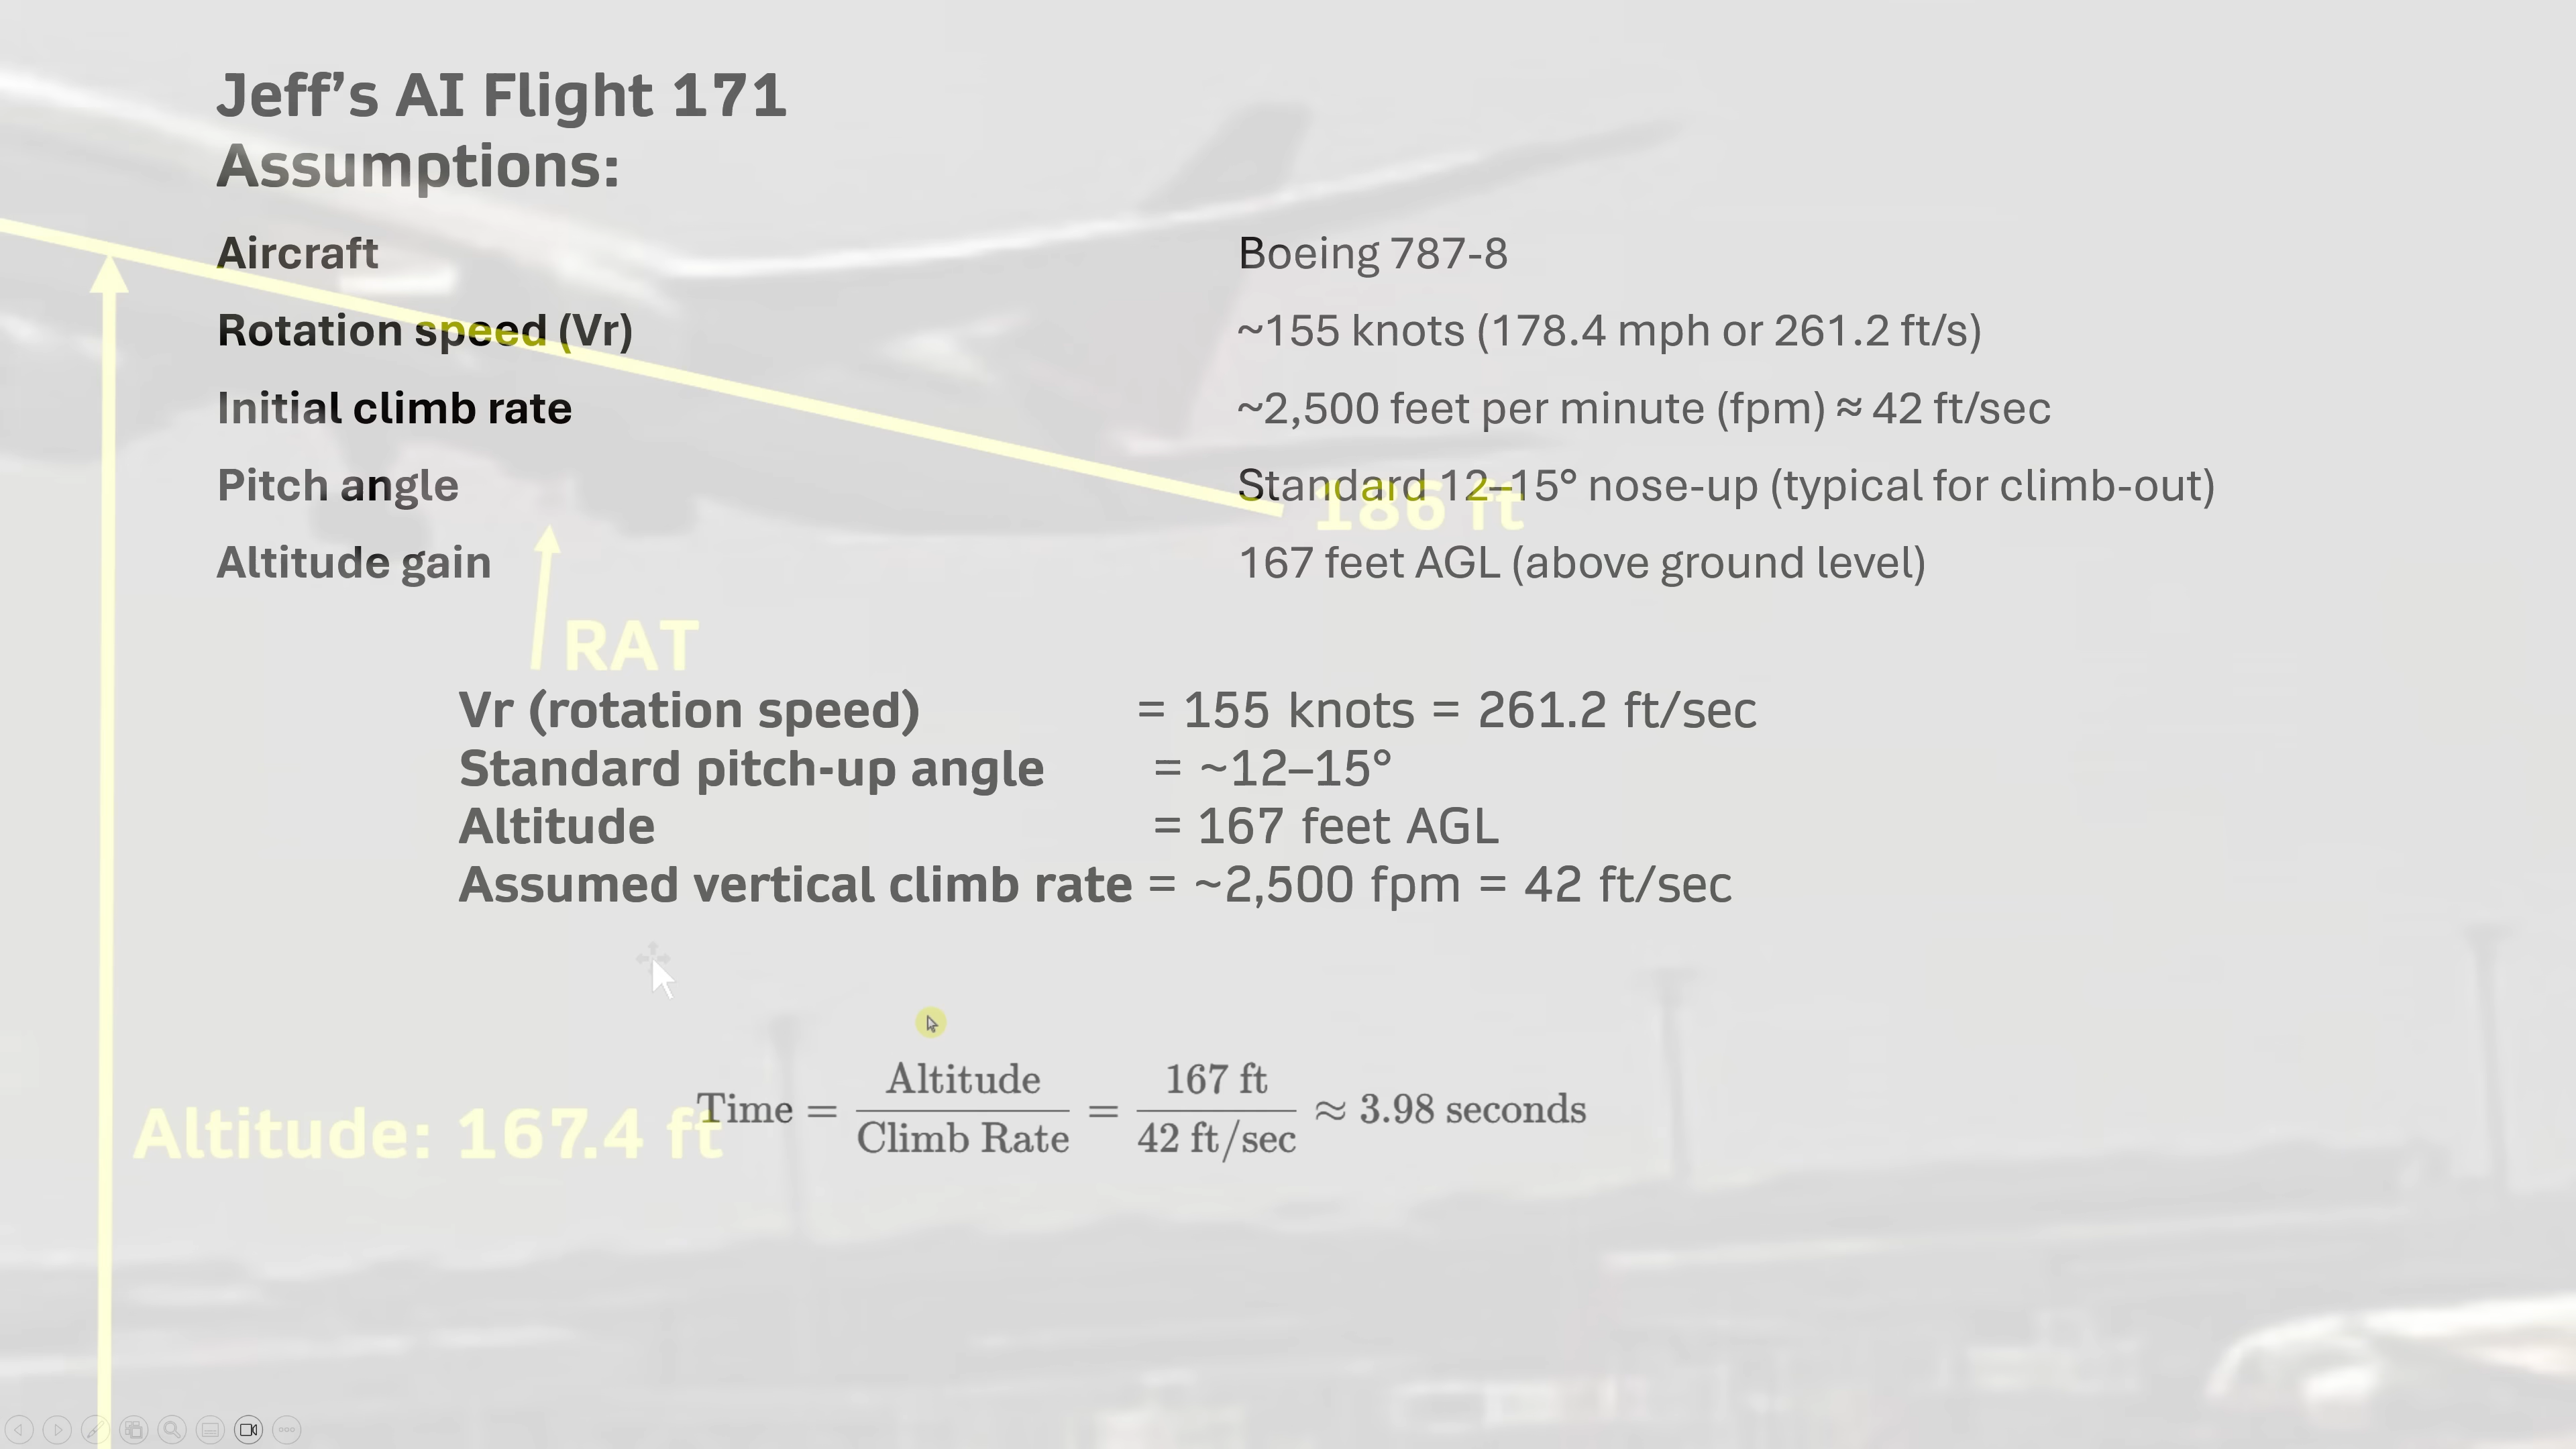 Jeff's AI Flight 171
Assumptions:
Aircraft Boeing 787-8
Rotation speed (Vr) ~155 knots (178.4 mph or 261.2 ft/s)
Initial climb rate ~2,500 feet per minute (fpm) ≈ 42 ft/sec
Pitch angle Standard 12–15° nose-up (typical for climb-out)
186 ft
Altitude gain 167 feet AGL (above ground level)
RAT
Vr (rotation speed) = 155 knots = 261.2 ft/sec
Standard pitch-up angle = ~12–15°
Altitude = 167 feet AGL
Assumed vertical climb rate = ~2,500 fpm = 42 ft/sec
Time = Altitude / Climb Rate = 167 ft / 42 ft/sec ≈ 3.98 seconds
Altitude: 167.4 ft